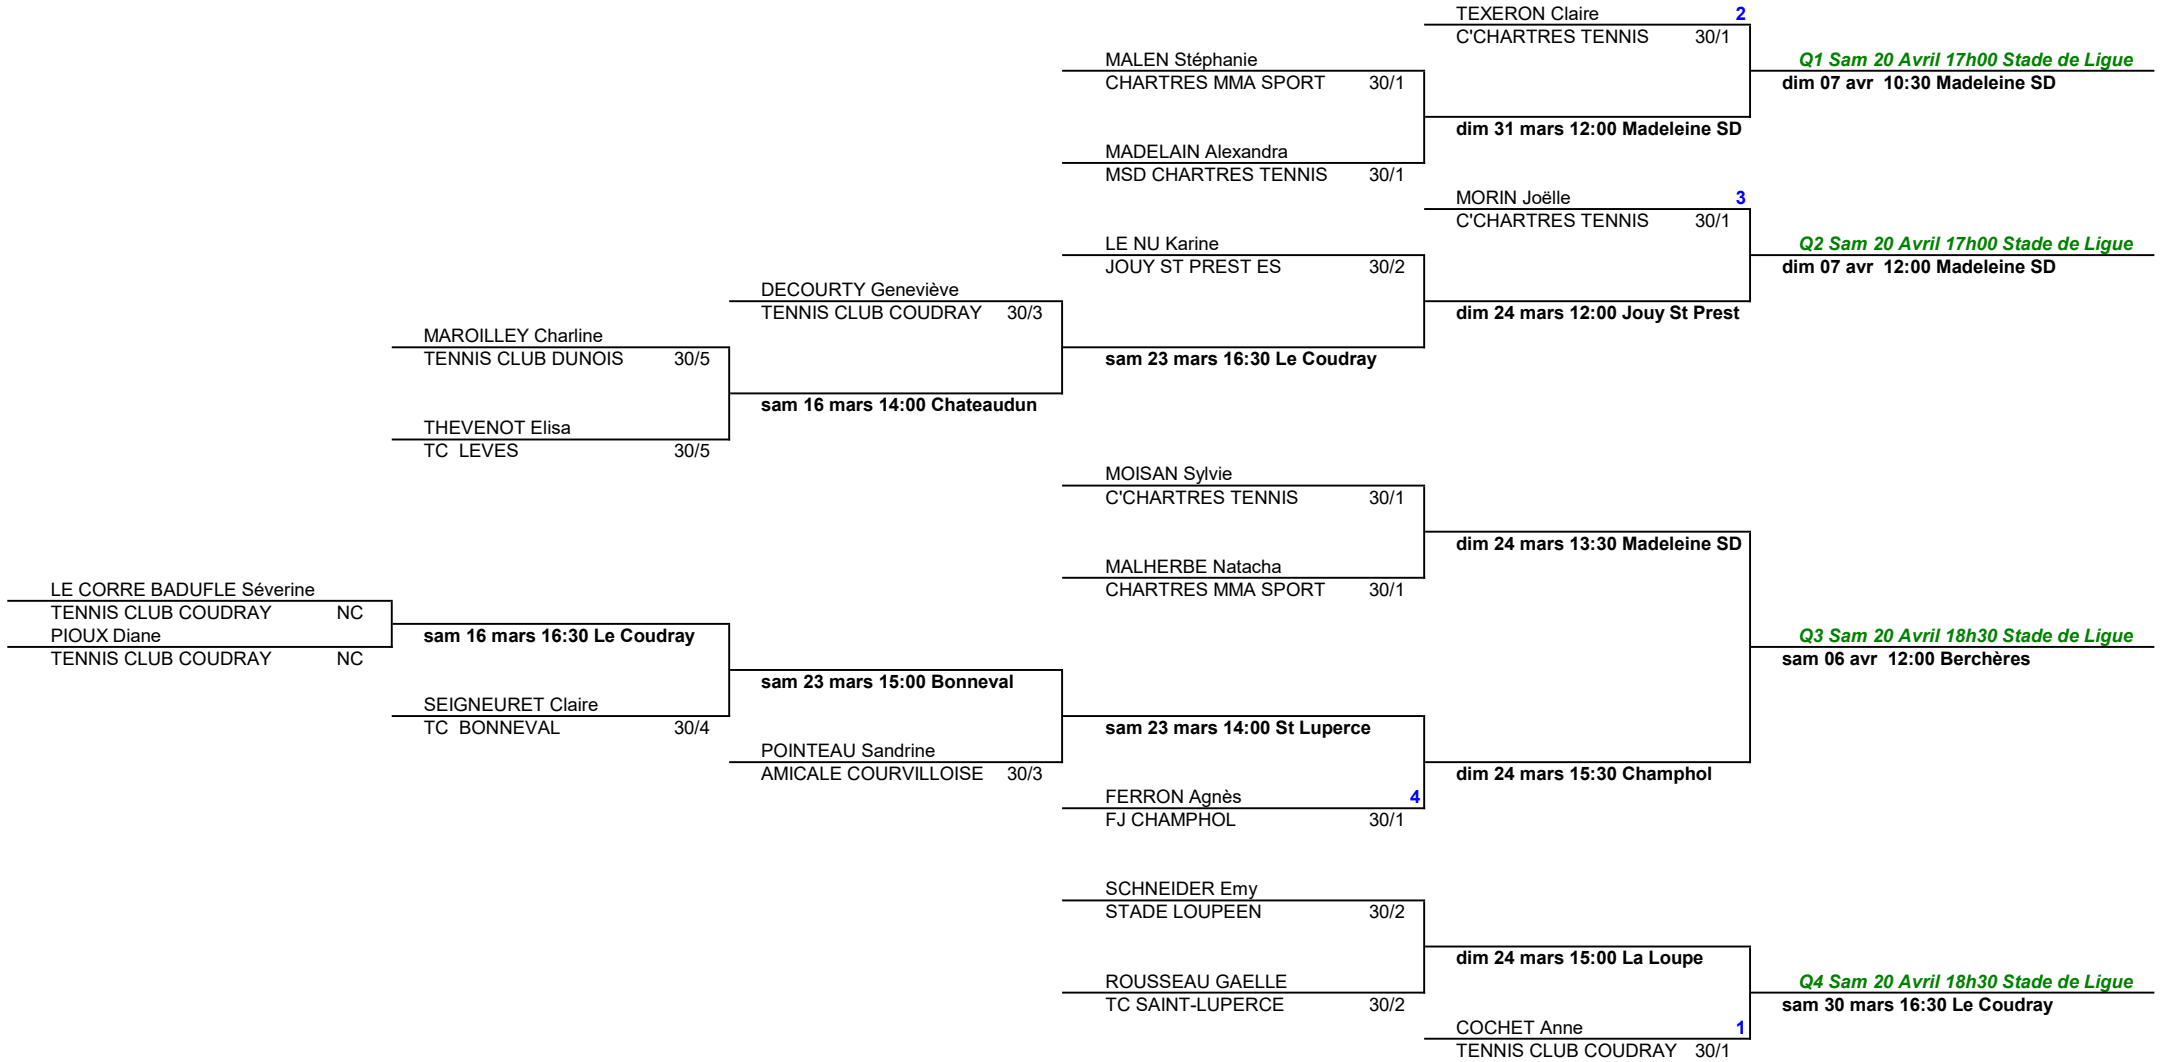 TEXERON Claire 2
C'CHARTRES TENNIS 30/1
MALEN Stéphanie Q1 Sam 20 Avril 17h00 Stade de Ligue
CHARTRES MMA SPORT 30/1 dim 07 avr 10:30 Madeleine SD
dim 31 mars 12:00 Madeleine SD
MADELAIN Alexandra
MSD CHARTRES TENNIS 30/1
MORIN Joëlle 3
C'CHARTRES TENNIS 30/1
LE NU Karine Q2 Sam 20 Avril 17h00 Stade de Ligue
JOUY ST PREST ES 30/2 dim 07 avr 12:00 Madeleine SD
DECOURTY Geneviève
TENNIS CLUB COUDRAY 30/3 dim 24 mars 12:00 Jouy St Prest
MAROILLEY Charline
TENNIS CLUB DUNOIS 30/5 sam 23 mars 16:30 Le Coudray
sam 16 mars 14:00 Chateaudun
THEVENOT Elisa
TC LEVES 30/5
MOISAN Sylvie
C'CHARTRES TENNIS 30/1
dim 24 mars 13:30 Madeleine SD
MALHERBE Natacha
LE CORRE BADUFLE Séverine CHARTRES MMA SPORT 30/1
TENNIS CLUB COUDRAY NC
PIOUX Diane sam 16 mars 16:30 Le Coudray Q3 Sam 20 Avril 18h30 Stade de Ligue
TENNIS CLUB COUDRAY NC sam 06 avr 12:00 Berchères
sam 23 mars 15:00 Bonneval
SEIGNEURET Claire
TC BONNEVAL 30/4 sam 23 mars 14:00 St Luperce
POINTEAU Sandrine
AMICALE COURVILLOISE 30/3 dim 24 mars 15:30 Champhol
FERRON Agnès 4
FJ CHAMPHOL 30/1
SCHNEIDER Emy
STADE LOUPEEN 30/2
dim 24 mars 15:00 La Loupe
ROUSSEAU GAELLE Q4 Sam 20 Avril 18h30 Stade de Ligue
TC SAINT-LUPERCE 30/2 sam 30 mars 16:30 Le Coudray
COCHET Anne 1
TENNIS CLUB COUDRAY 30/1